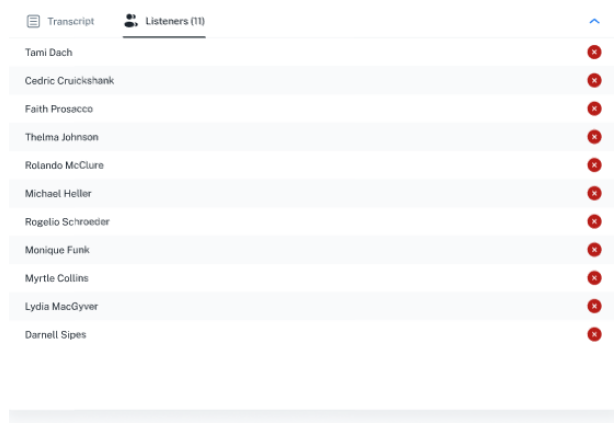 Transcript Listeners (11)
Tami Dach
Cedric Cruickshank
Faith Prosacco
Thelma Johnson
Rolando McClure
Michael Heller
Rogelio Schroeder
Monique Funk
Myrtle Collins
Lydia MacGyver
Darnell Sipes